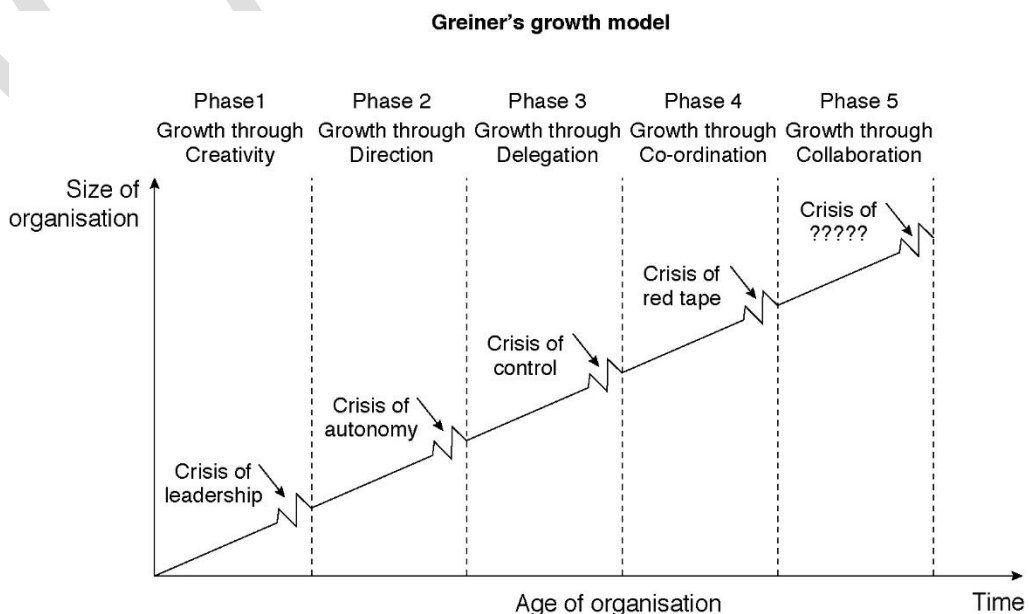 Greiner’s growth model
Phase1
Growth through
Creativity
Phase 2
Growth through
Direction
Phase 3
Growth through
Delegation
Phase 4
Growth through
Co-ordination
Phase 5
Growth through
Collaboration
Size of
organisation
Crisis of
leadership
Crisis of
autonomy
Crisis of
control
Crisis of
red tape
Crisis of
?????
Age of organisation
Time